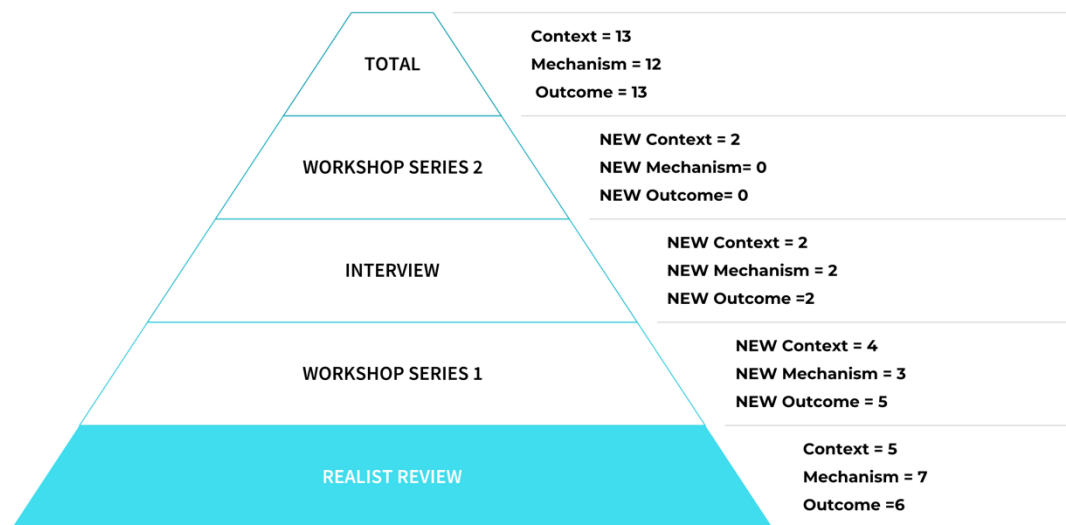 TOTAL
Context = 13
Mechanism = 12
Outcome = 13
WORKSHOP SERIES 2
NEW Context = 2
NEW Mechanism= 0
NEW Outcome= 0
INTERVIEW
NEW Context = 2
NEW Mechanism = 2
NEW Outcome =2
WORKSHOP SERIES 1
NEW Context = 4
NEW Mechanism = 3
NEW Outcome = 5
REALIST REVIEW
Context = 5
Mechanism = 7
Outcome =6